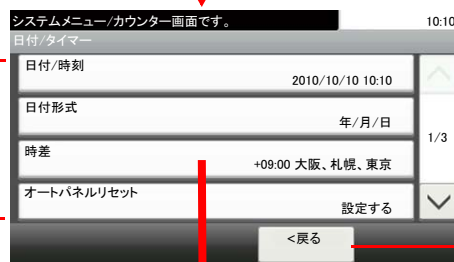 システムメニュー/カウンター画面です。
10:10
日付/タイマー
日付/時刻
2010/10/10 10:10
日付形式
年/月/日
1/3
時差
+09:00 大阪、札幌、東京
オートパネルリセット
設定する
<戻る